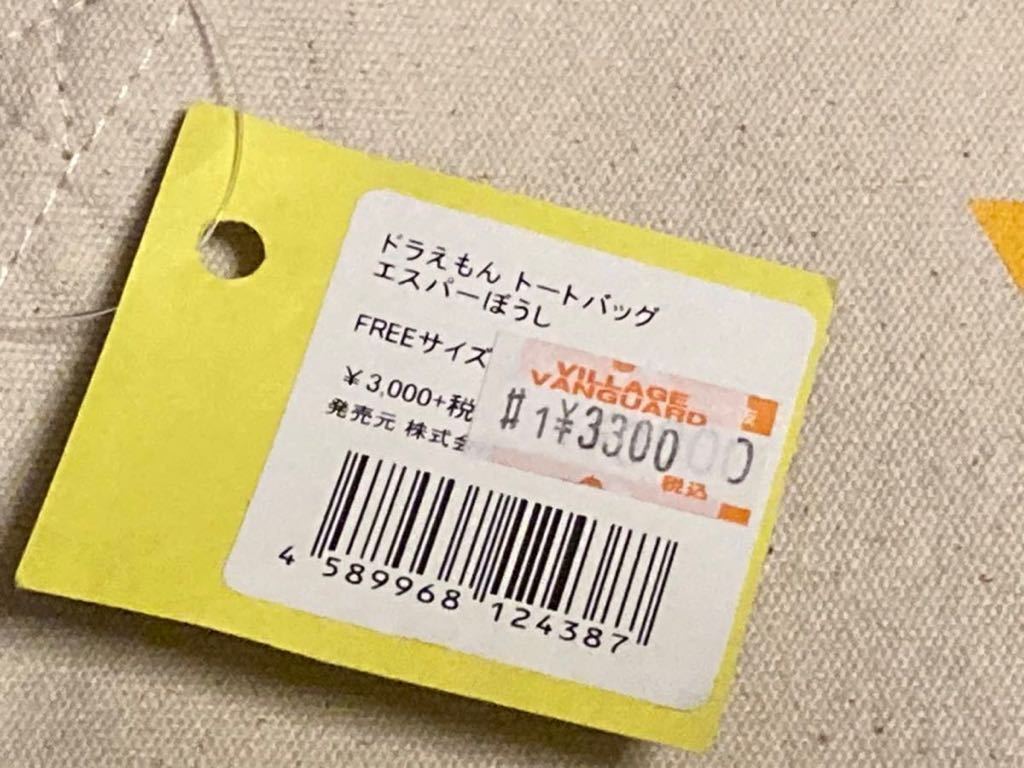 ドラえもん トートバッグ
エスパーぼうし
FREEサイズ
¥3,000+税
発売元 株式会
VILLAGE
VANGUARD
#1¥3300
税込
4 589968 124387